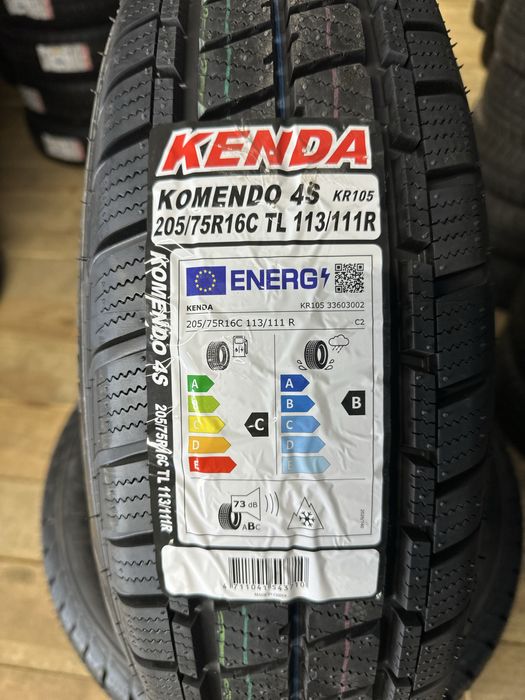 KENDA
KOMENDO 4S KR105
205/75R16C TL 113/111R
ENERG
KENDA KR105 33603002
205/75R16C 113/111 R C2
A A
B B B
C C C
D D
E E
73 dB
ABC
KOMENDO 4S 205/75R16C TL 113/111R